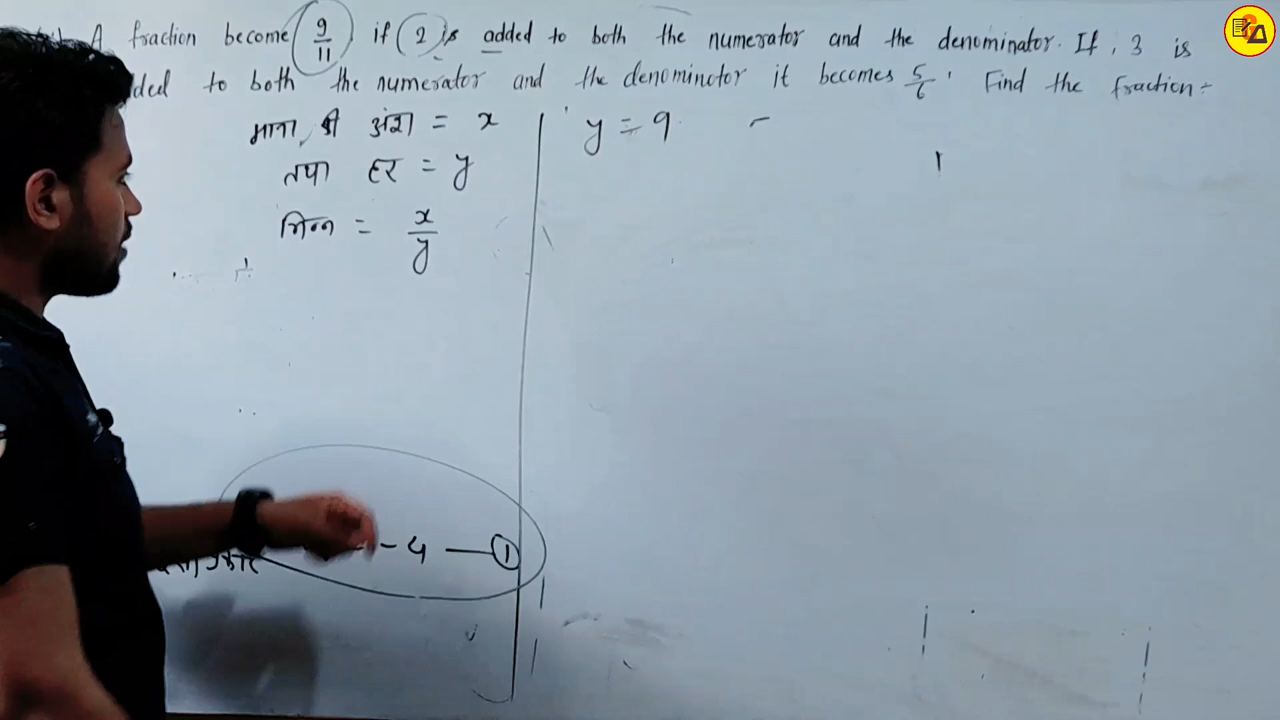 A fraction become 9/11 if 2 is added to both the numerator and the denominator. If, 3 is
ded to both the numerator and the denominator it becomes 5/6. Find the fraction:-
माना, की अंश = x
तथा हर = y
भिन्न = x/y
- 4 — ①
y = 9